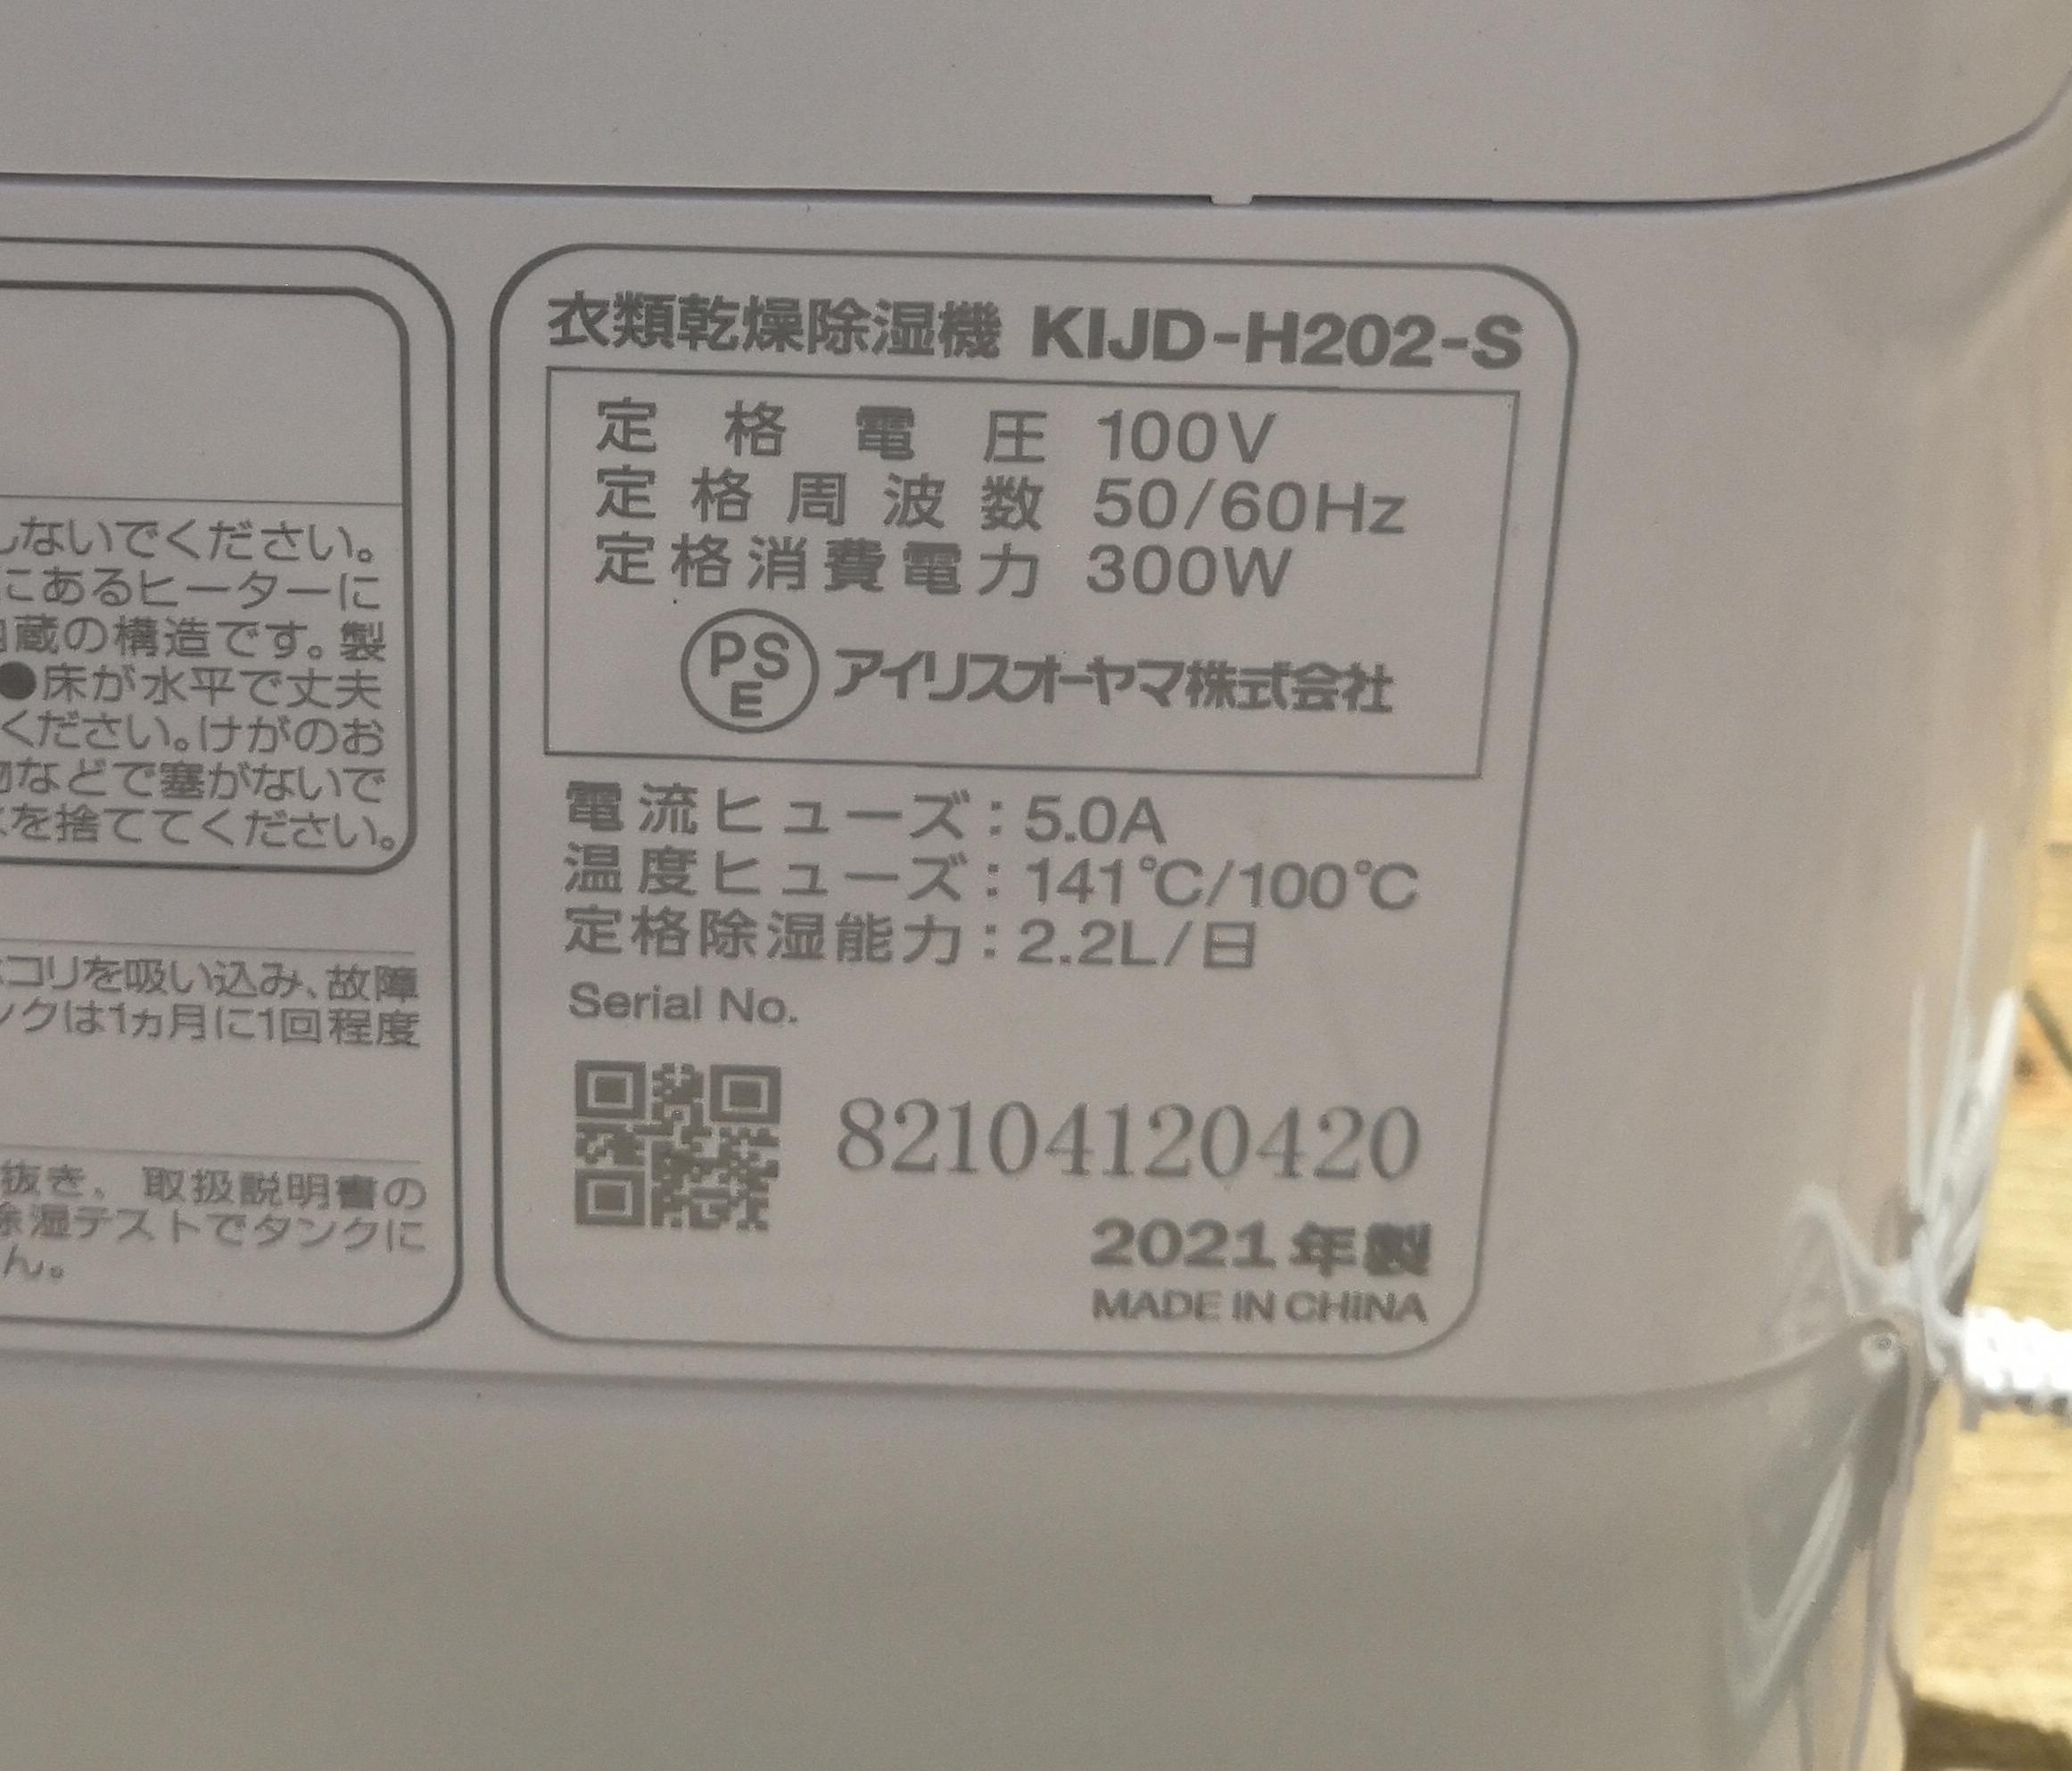 しないでください。
にあるヒーターに
内蔵の構造です。製
●床が水平で丈夫
ください。けがのお
などで塞がないで
を捨ててください。
コリを吸い込み、故障
ンクは1ヵ月に1回程度
抜き、取扱説明書の
除湿テストでタンクに
ん。
衣類乾燥除湿機 KIJD-H202-S
定格電圧 100V
定格周波数 50/60Hz
定格消費電力 300W
PSE アイリスオーヤマ株式会社
電流ヒューズ：5.0A
温度ヒューズ：141℃/100℃
定格除湿能力：2.2L/日
Serial No.
82104120420
2021年製
MADE IN CHINA